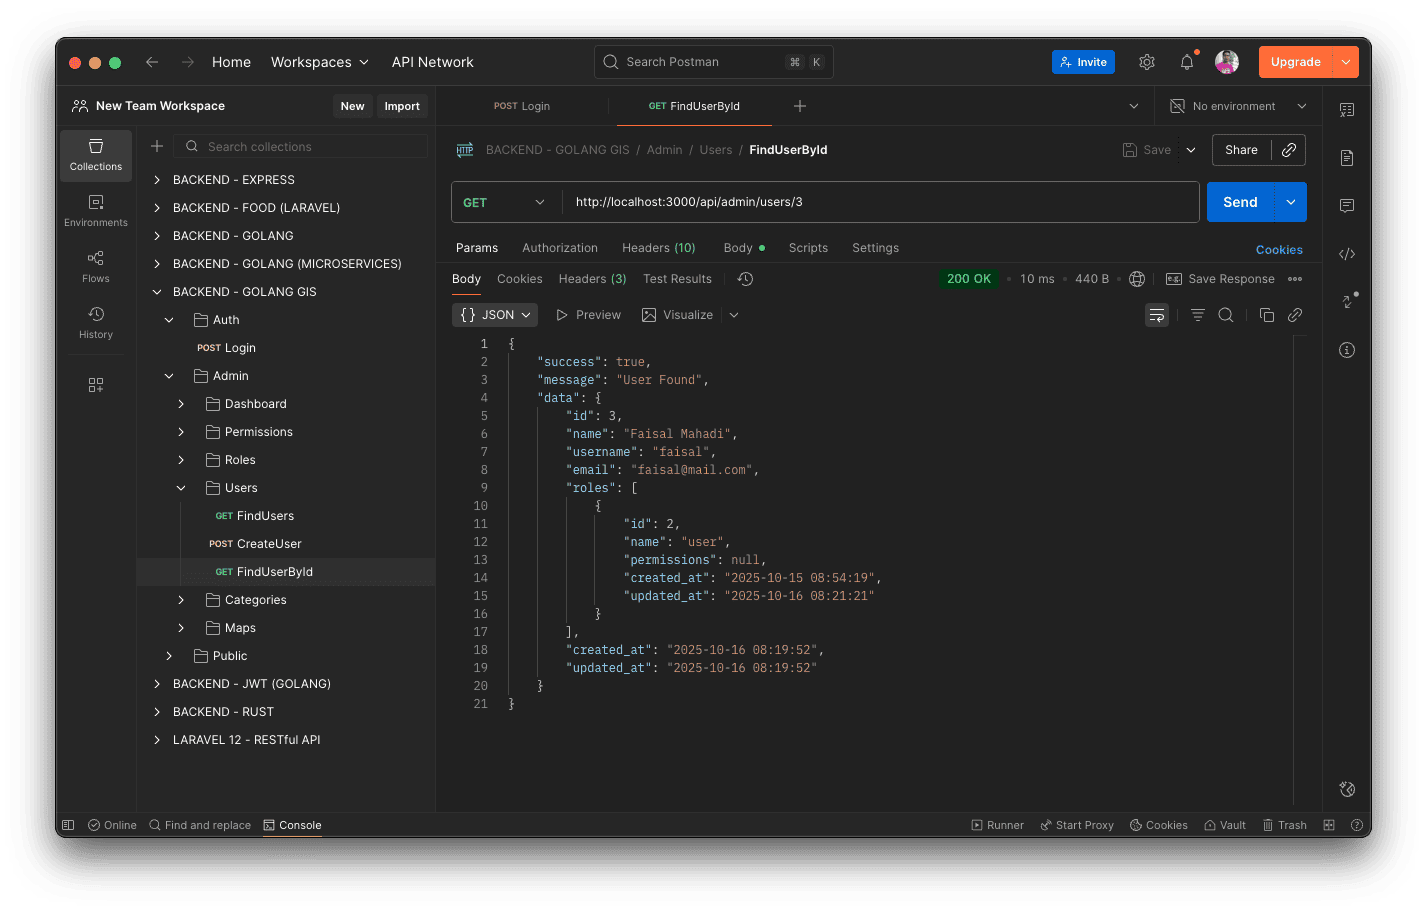 Home Workspaces API Network Search Postman ⌘ K Invite Upgrade
New Team Workspace New Import POST Login GET FindUserById No environment
Collections
Environments
Flows
History
Search collections
BACKEND - EXPRESS
BACKEND - FOOD (LARAVEL)
BACKEND - GOLANG
BACKEND - GOLANG (MICROSERVICES)
BACKEND - GOLANG GIS
Auth
POST Login
Admin
Dashboard
Permissions
Roles
Users
GET FindUsers
POST CreateUser
GET FindUserById
Categories
Maps
Public
BACKEND - JWT (GOLANG)
BACKEND - RUST
LARAVEL 12 - RESTful API
HTTP BACKEND - GOLANG GIS / Admin / Users / FindUserById Save Share
GET http://localhost:3000/api/admin/users/3 Send
Params Authorization Headers (10) Body Scripts Settings Cookies
Body Cookies Headers (3) Test Results 200 OK 10 ms 440 B e.g. Save Response
{} JSON Preview Visualize
1 {
2 "success": true,
3 "message": "User Found",
4 "data": {
5 "id": 3,
6 "name": "Faisal Mahadi",
7 "username": "faisal",
8 "email": "faisal@mail.com",
9 "roles": [
10 {
11 "id": 2,
12 "name": "user",
13 "permissions": null,
14 "created_at": "2025-10-15 08:54:19",
15 "updated_at": "2025-10-16 08:21:21"
16 }
17 ],
18 "created_at": "2025-10-16 08:19:52",
19 "updated_at": "2025-10-16 08:19:52"
20 }
21 }
Online Find and replace Console Runner Start Proxy Cookies Vault Trash